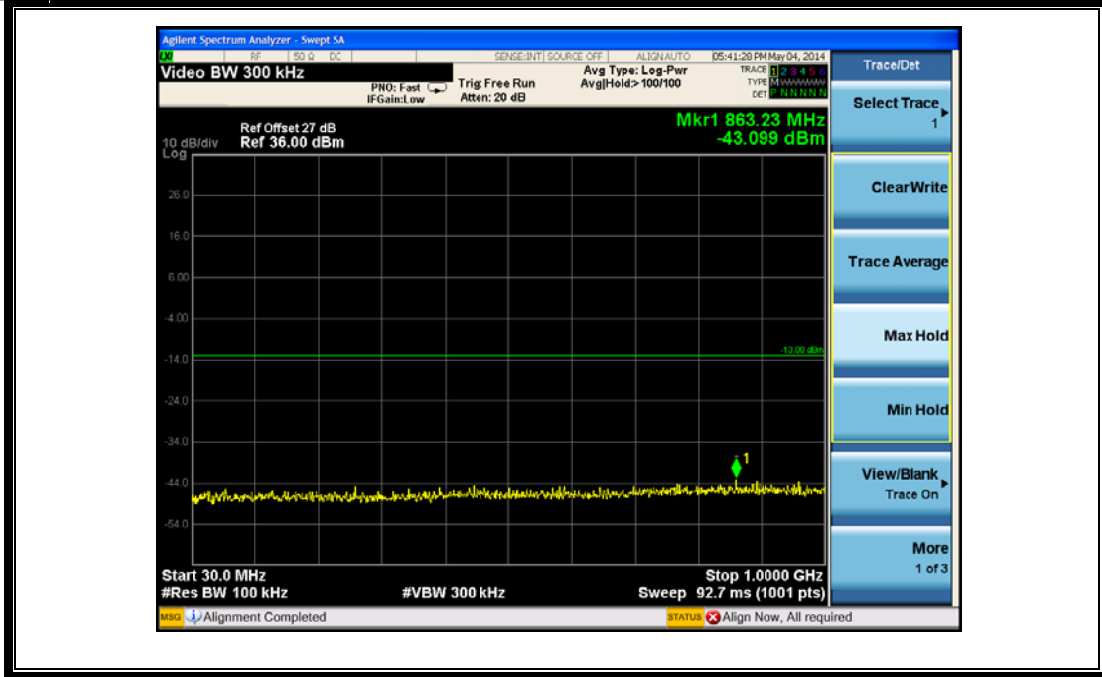 Agilent Spectrum Analyzer - Swept SA
RF 50 Ω DC SENSE:INT SOURCE OFF ALIGN AUTO 05:41:28 PM May 04, 2014
Video BW 300 kHz
PNO: Fast
IFGain:Low
Trig Free Run
Atten: 20 dB
Avg Type: Log-Pwr
Avg|Hold>100/100
TRACE 1 2 3 4 5 6
TYPE M
DET P N N N N N
Ref Offset 27 dB
10 dB/div Ref 36.00 dBm
Log
Mkr1 863.23 MHz
-43.099 dBm
26.0
16.0
6.00
-4.00
-13.00 dBm
-14.0
-24.0
-34.0
1
-44.0
-54.0
Start 30.0 MHz
Stop 1.0000 GHz
#Res BW 100 kHz
#VBW 300 kHz
Sweep 92.7 ms (1001 pts)
MSG Alignment Completed
STATUS Align Now, All required
Trace/Det
Select Trace
1
ClearWrite
Trace Average
Max Hold
Min Hold
View/Blank
Trace On
More
1 of 3